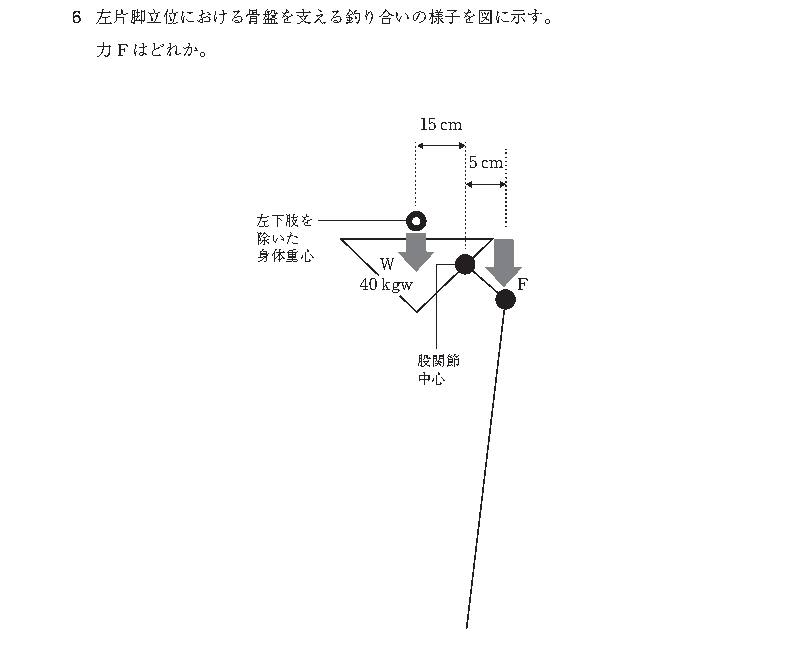 6 左片脚立位における骨盤を支える釣り合いの様子を図に示す。
力 F はどれか。
15 cm
5 cm
左下肢を
除いた
身体重心
W
40 kgw
F
股関節
中心